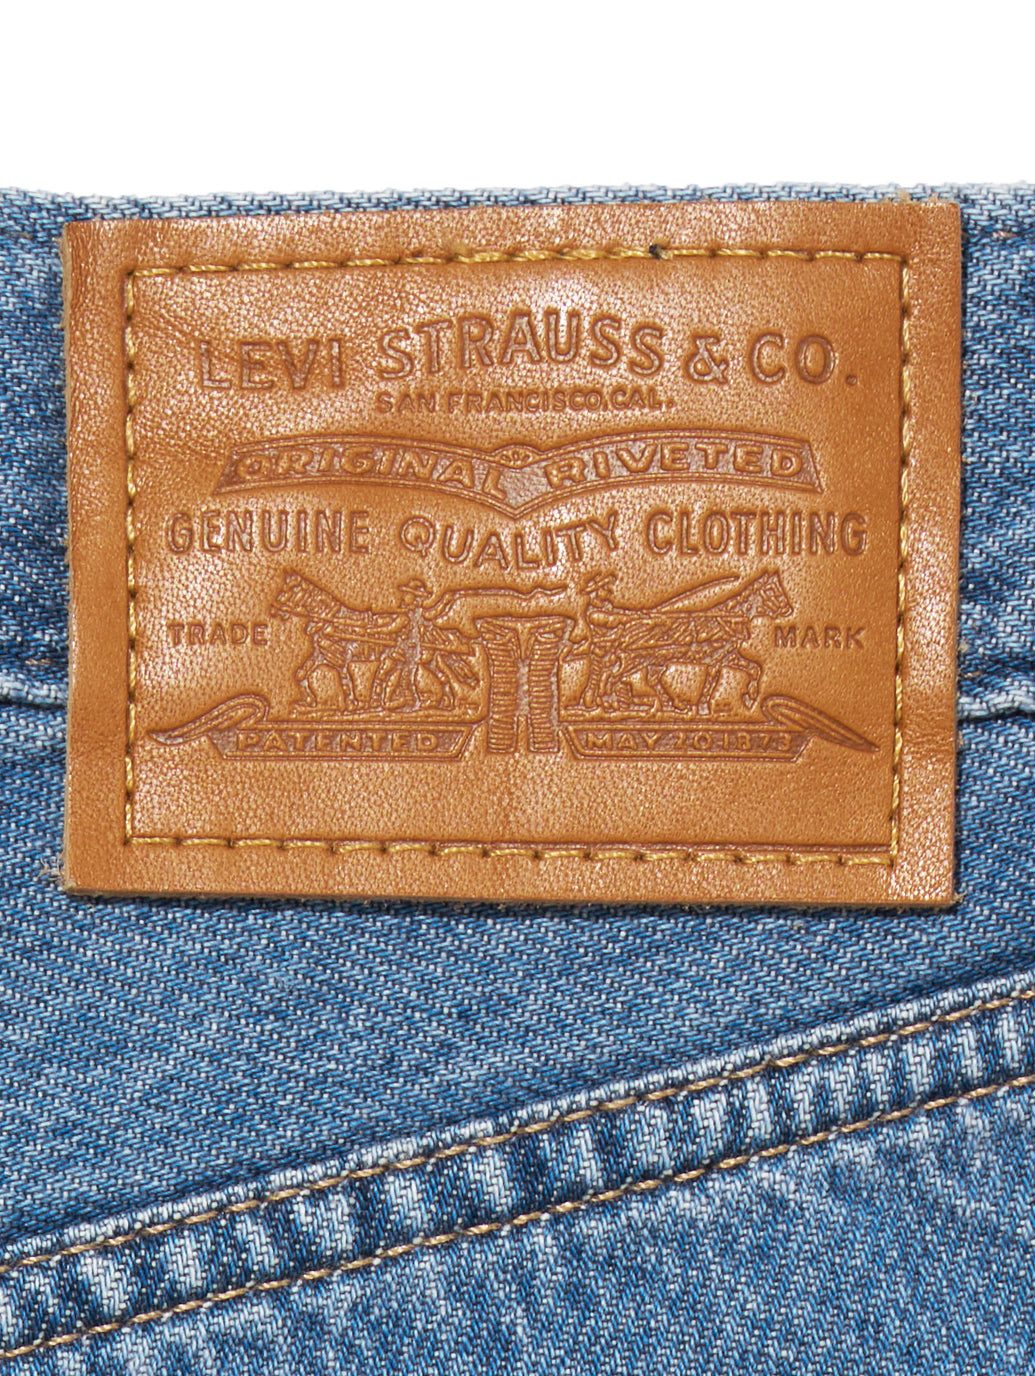 LEVI STRAUSS & CO.
SAN FRANCISCO, CAL.
ORIGINAL RIVETED
GENUINE QUALITY CLOTHING
TRADE MARK
PATENTED MAY 20 1873